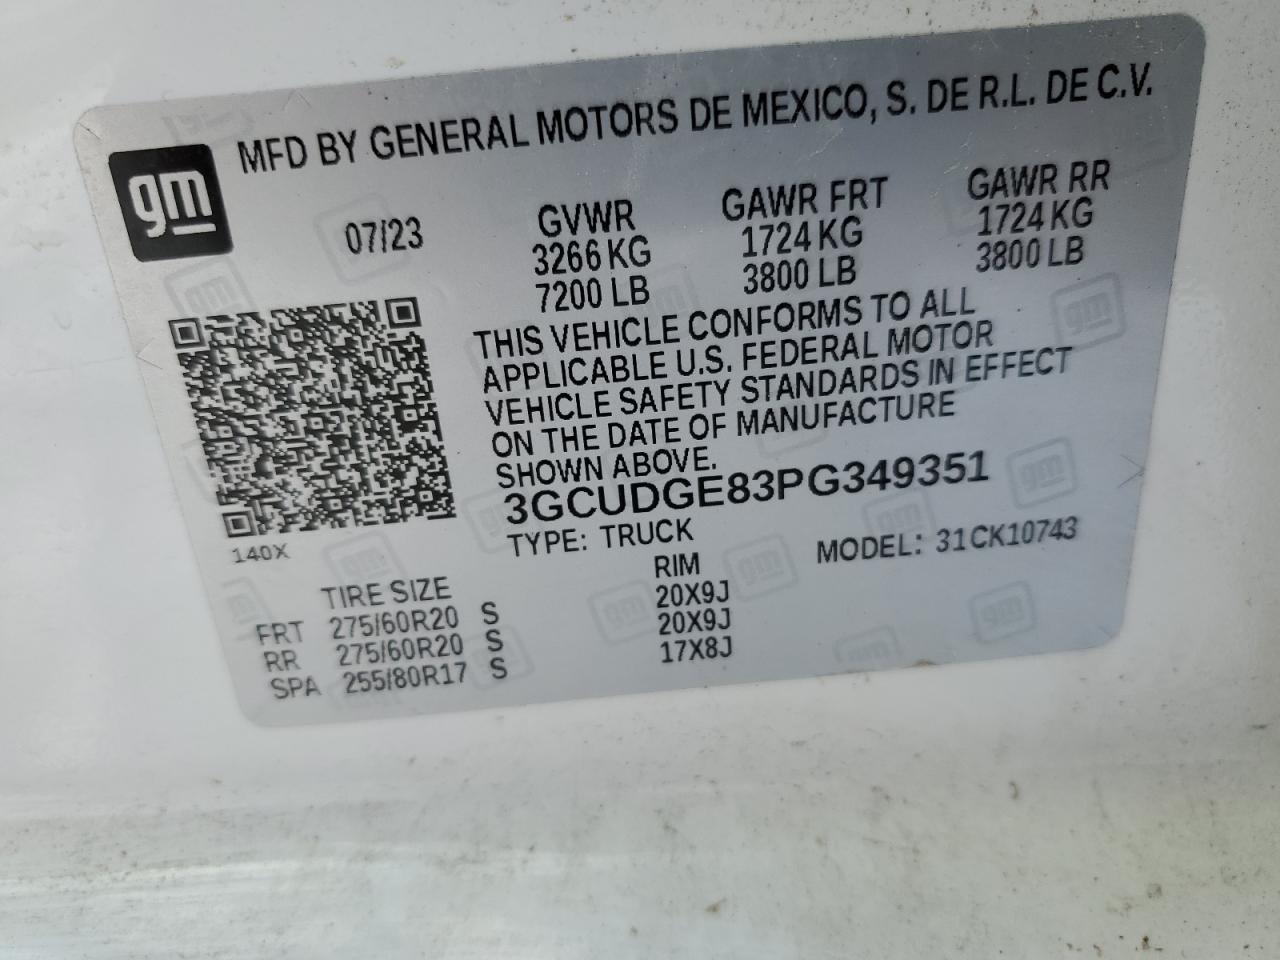 MFD BY GENERAL MOTORS DE MEXICO, S. DE R.L. DE C.V.
gm
07/23
GVWR
3266 KG
7200 LB
GAWR FRT
1724 KG
3800 LB
GAWR RR
1724 KG
3800 LB
THIS VEHICLE CONFORMS TO ALL
APPLICABLE U.S. FEDERAL MOTOR
VEHICLE SAFETY STANDARDS IN EFFECT
ON THE DATE OF MANUFACTURE
SHOWN ABOVE.
3GCUDGE83PG349351
TYPE: TRUCK
MODEL: 31CK10743
140X
TIRE SIZE RIM
FRT 275/60R20 S 20X9J
RR 275/60R20 S 20X9J
SPA 255/80R17 S 17X8J